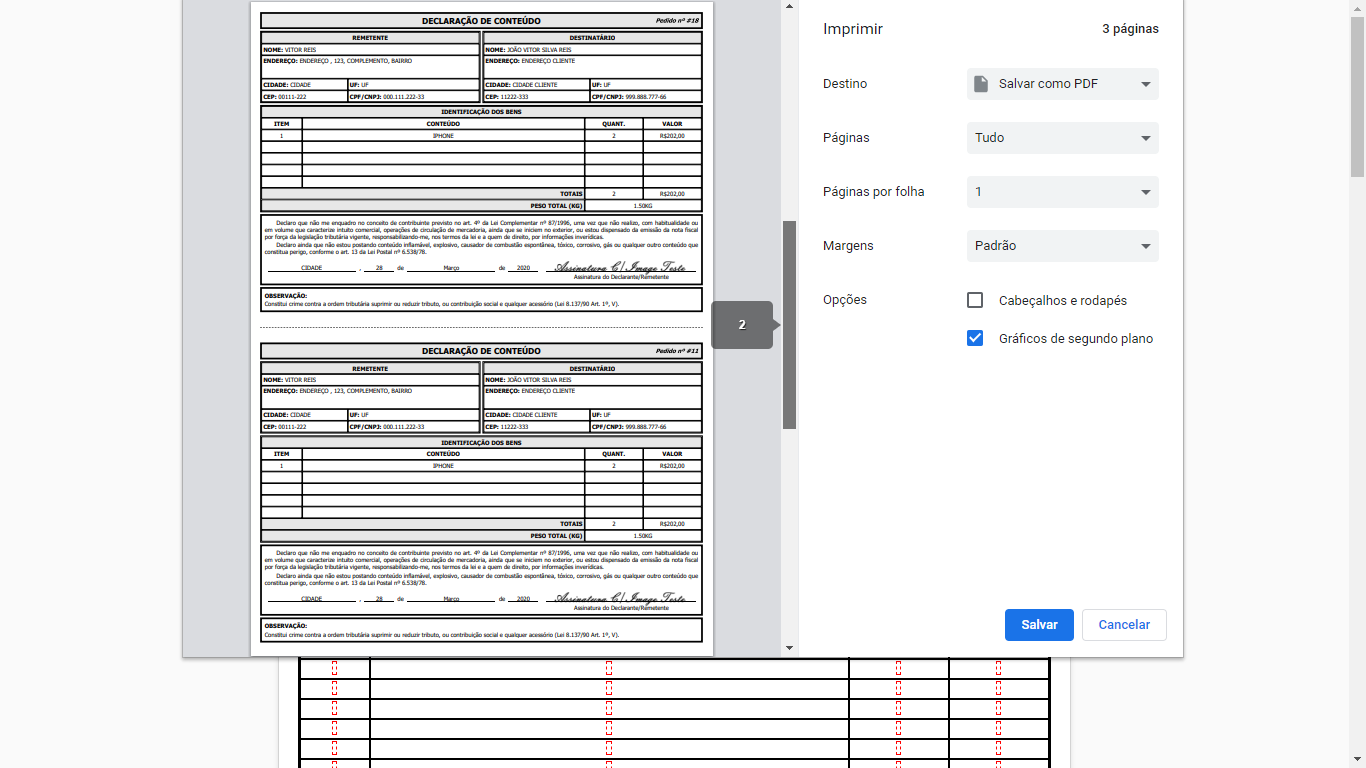 DECLARAÇÃO DE CONTEÚDO Pedido nº #18
REMETENTE DESTINATÁRIO
NOME: VITOR REIS NOME: JOÃO VITOR SILVA REIS
ENDEREÇO: ENDEREÇO , 123, COMPLEMENTO, BAIRRO ENDEREÇO: ENDEREÇO CLIENTE
CIDADE: CIDADE UF: UF CIDADE: CIDADE CLIENTE UF: UF
CEP: 00111-222 CPF/CNPJ: 000.111.222-33 CEP: 11222-333 CPF/CNPJ: 999.888.777-66
IDENTIFICAÇÃO DOS BENS
ITEM CONTEÚDO QUANT. VALOR
1 IPHONE 2 R$202,00
TOTAIS 2 R$202,00
PESO TOTAL (KG) 1.50KG
Declaro que não me enquadro no conceito de contribuinte previsto no art. 4º da Lei Complementar nº 87/1996, uma vez que não realizo, com habitualidade ou
em volume que caracterize intuito comercial, operações de circulação de mercadoria, ainda que se iniciem no exterior, ou estou dispensado da emissão da nota fiscal
por força da legislação tributária vigente, responsabilizando-me, nos termos da lei e a quem de direito, por informações inverídicas.
Declaro ainda que não estou postando conteúdo inflamável, explosivo, causador de combustão espontânea, tóxico, corrosivo, gás ou qualquer outro conteúdo que
constitua perigo, conforme o art. 13 da Lei Postal nº 6.538/78.
CIDADE , 28 de Março de 2020 Assinatura C/ Image Teste
Assinatura do Declarante/Remetente
OBSERVAÇÃO:
Constitui crime contra a ordem tributária suprimir ou reduzir tributo, ou contribuição social e qualquer acessório (Lei 8.137/90 Art. 1º, V).
DECLARAÇÃO DE CONTEÚDO Pedido nº #11
REMETENTE DESTINATÁRIO
NOME: VITOR REIS NOME: JOÃO VITOR SILVA REIS
ENDEREÇO: ENDEREÇO , 123, COMPLEMENTO, BAIRRO ENDEREÇO: ENDEREÇO CLIENTE
CIDADE: CIDADE UF: UF CIDADE: CIDADE CLIENTE UF: UF
CEP: 00111-222 CPF/CNPJ: 000.111.222-33 CEP: 11222-333 CPF/CNPJ: 999.888.777-66
IDENTIFICAÇÃO DOS BENS
ITEM CONTEÚDO QUANT. VALOR
1 IPHONE 2 R$202,00
TOTAIS 2 R$202,00
PESO TOTAL (KG) 1.50KG
Declaro que não me enquadro no conceito de contribuinte previsto no art. 4º da Lei Complementar nº 87/1996, uma vez que não realizo, com habitualidade ou
em volume que caracterize intuito comercial, operações de circulação de mercadoria, ainda que se iniciem no exterior, ou estou dispensado da emissão da nota fiscal
por força da legislação tributária vigente, responsabilizando-me, nos termos da lei e a quem de direito, por informações inverídicas.
Declaro ainda que não estou postando conteúdo inflamável, explosivo, causador de combustão espontânea, tóxico, corrosivo, gás ou qualquer outro conteúdo que
constitua perigo, conforme o art. 13 da Lei Postal nº 6.538/78.
CIDADE , 28 de Março de 2020 Assinatura C/ Image Teste
Assinatura do Declarante/Remetente
OBSERVAÇÃO:
Constitui crime contra a ordem tributária suprimir ou reduzir tributo, ou contribuição social e qualquer acessório (Lei 8.137/90 Art. 1º, V).
2
Imprimir 3 páginas
Destino Salvar como PDF
Páginas Tudo
Páginas por folha 1
Margens Padrão
Opções Cabeçalhos e rodapés
Gráficos de segundo plano
Salvar Cancelar